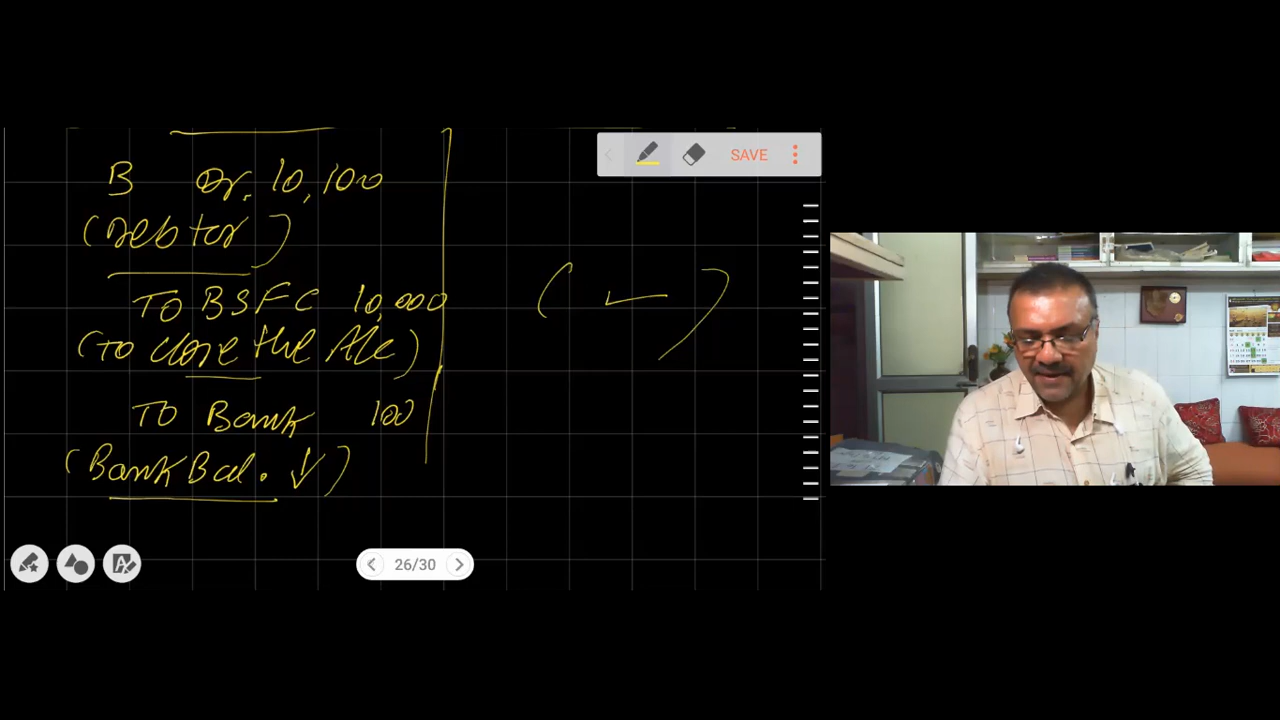 SAVE
B Dr. 10,100
(Debtor)
To BSFC 10,000
(To close the A/c)
To Bank 100
(Bank Bal. ↓)
26/30